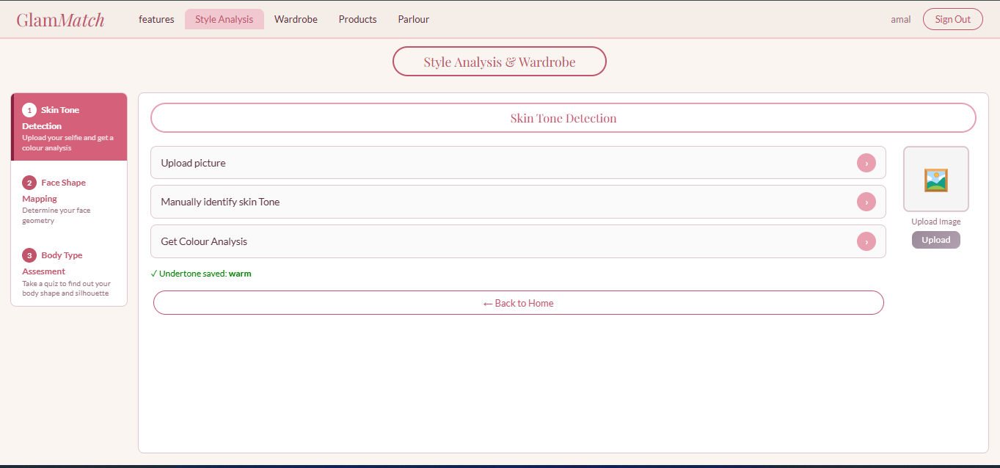 GlamMatch features Style Analysis Wardrobe Products Parlour amal Sign Out
Style Analysis & Wardrobe
1 Skin Tone
Detection
Upload your selfie and get a
colour analysis
2 Face Shape
Mapping
Determine your face
geometry
3 Body Type
Assesment
Take a quiz to find out your
body shape and silhouette
Skin Tone Detection
Upload picture ›
Manually identify skin Tone ›
Get Colour Analysis ›
✓ Undertone saved: warm
← Back to Home
Upload Image
Upload